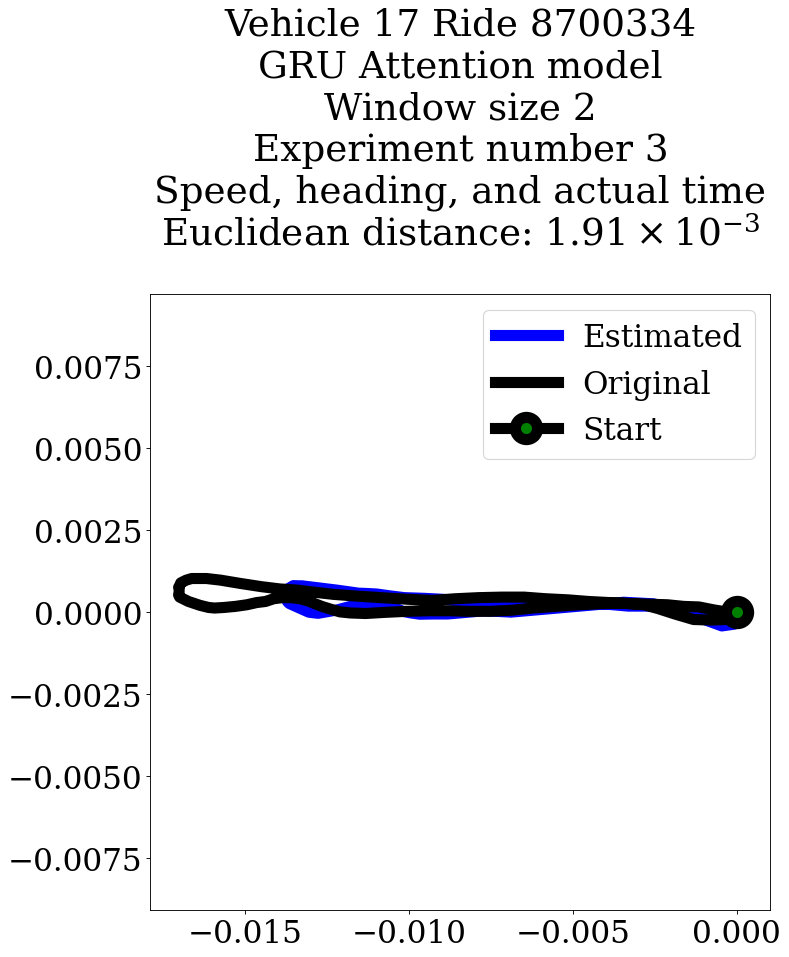 Vehicle 17 Ride 8700334
GRU Attention model
Window size 2
Experiment number 3
Speed, heading, and actual time
Euclidean distance: 1.91 × 10⁻³
Estimated
Original
Start
0.0075
0.0050
0.0025
0.0000
−0.0025
−0.0050
−0.0075
−0.015
−0.010
−0.005
0.000